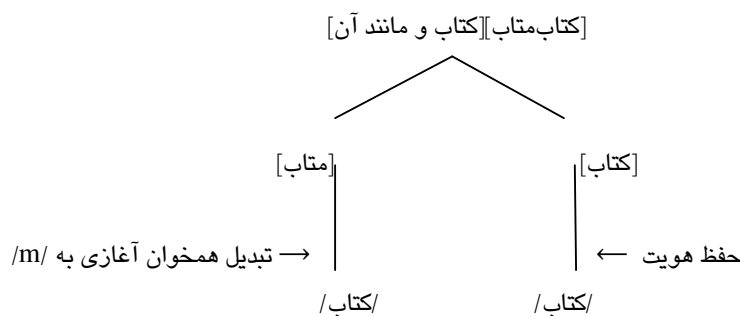 [کتاب‌متاب][کتاب و مانند آن]
[کتاب] [متاب]
حفظ هویت ← → تبدیل همخوان آغازی به /m/
/کتاب/ /کتاب/